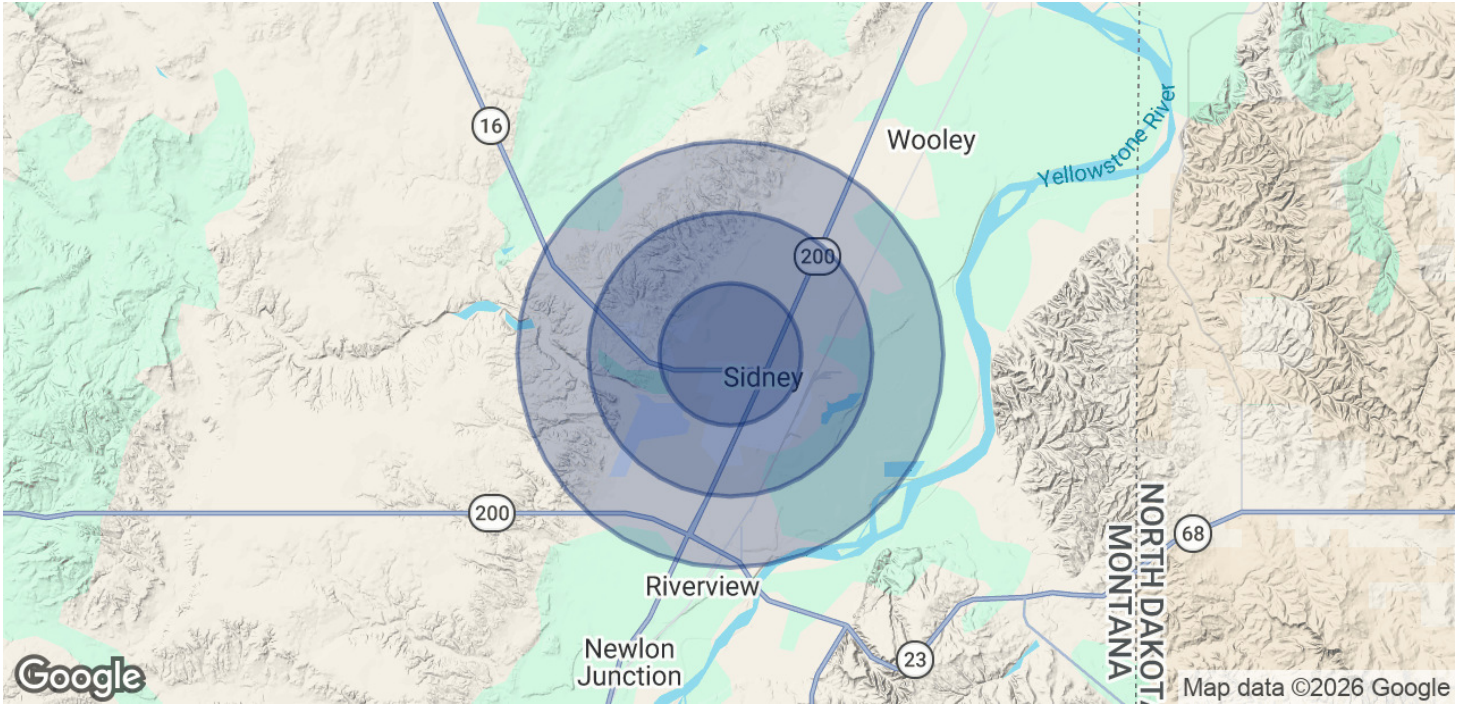 16
Wooley
Yellowstone River
200
Sidney
200
68
NORTH DAKOT
MONTANA
Riverview
Newlon
Junction
23
Google
Map data ©2026 Google